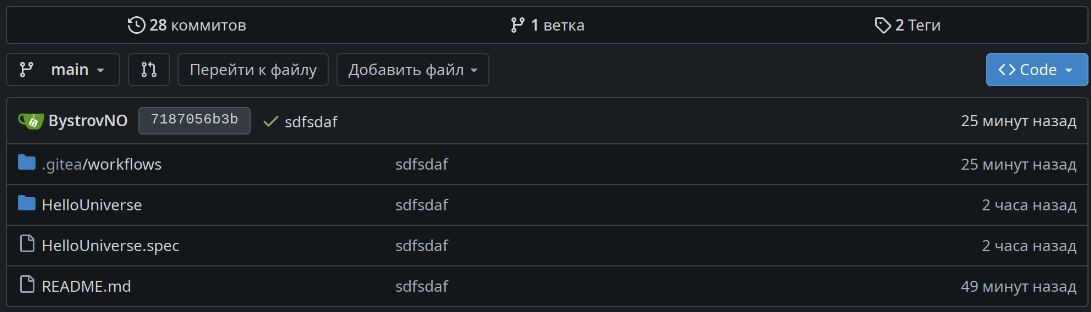 28 коммитов 1 ветка 2 Теги
main Перейти к файлу Добавить файл Code
BystrovNO 7187056b3b sdfsdaf 25 минут назад
.gitea/workflows sdfsdaf 25 минут назад
HelloUniverse sdfsdaf 2 часа назад
HelloUniverse.spec sdfsdaf 2 часа назад
README.md sdfsdaf 49 минут назад